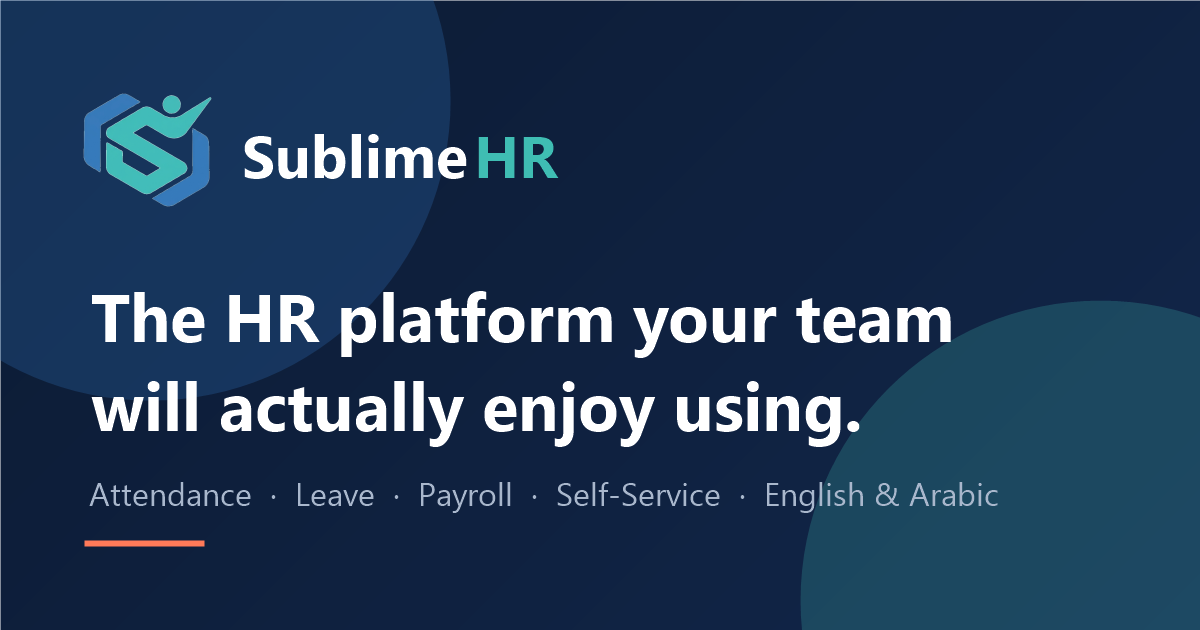 Sublime HR
The HR platform your team
will actually enjoy using.
Attendance · Leave · Payroll · Self-Service · English & Arabic